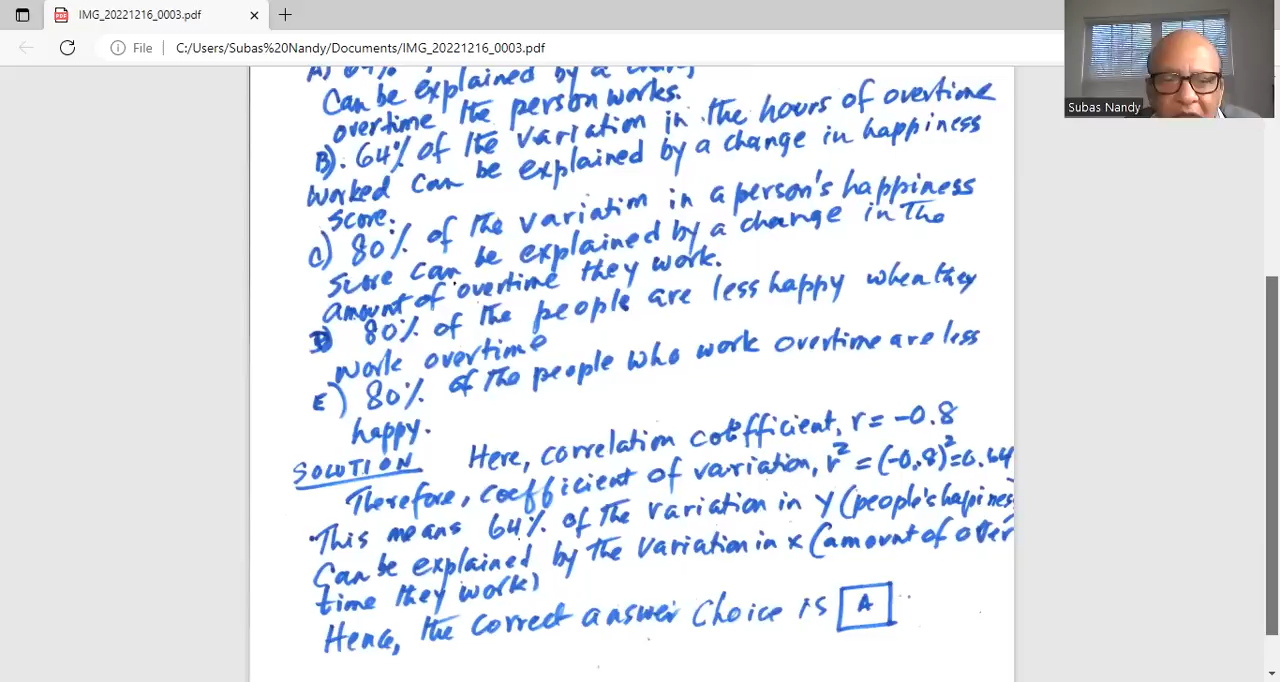 IMG_20221216_0003.pdf
File
C:/Users/Subas%20Nandy/Documents/IMG_20221216_0003.pdf
Subas Nandy
A) 64%
Can be explained by a
overtime the person works.
B). 64% of the variation in the hours of overtime
worked can be explained by a change in happiness
score.
C) 80% of the variation in a person's happiness
score can be explained by a change in the
amount of overtime they work.
D 80% of the people are less happy when they
work overtime
E) 80% of the people who work overtime are less
happy.
SOLUTION Here, correlation coefficient, r = -0.8
Therefore, coefficient of variation, r² = (-0.8)² = 0.64
This means 64% of the variation in y (people's hapines
Can be explained by the variation in x (amount of over
time they work)
Hence, the correct answer choice is A